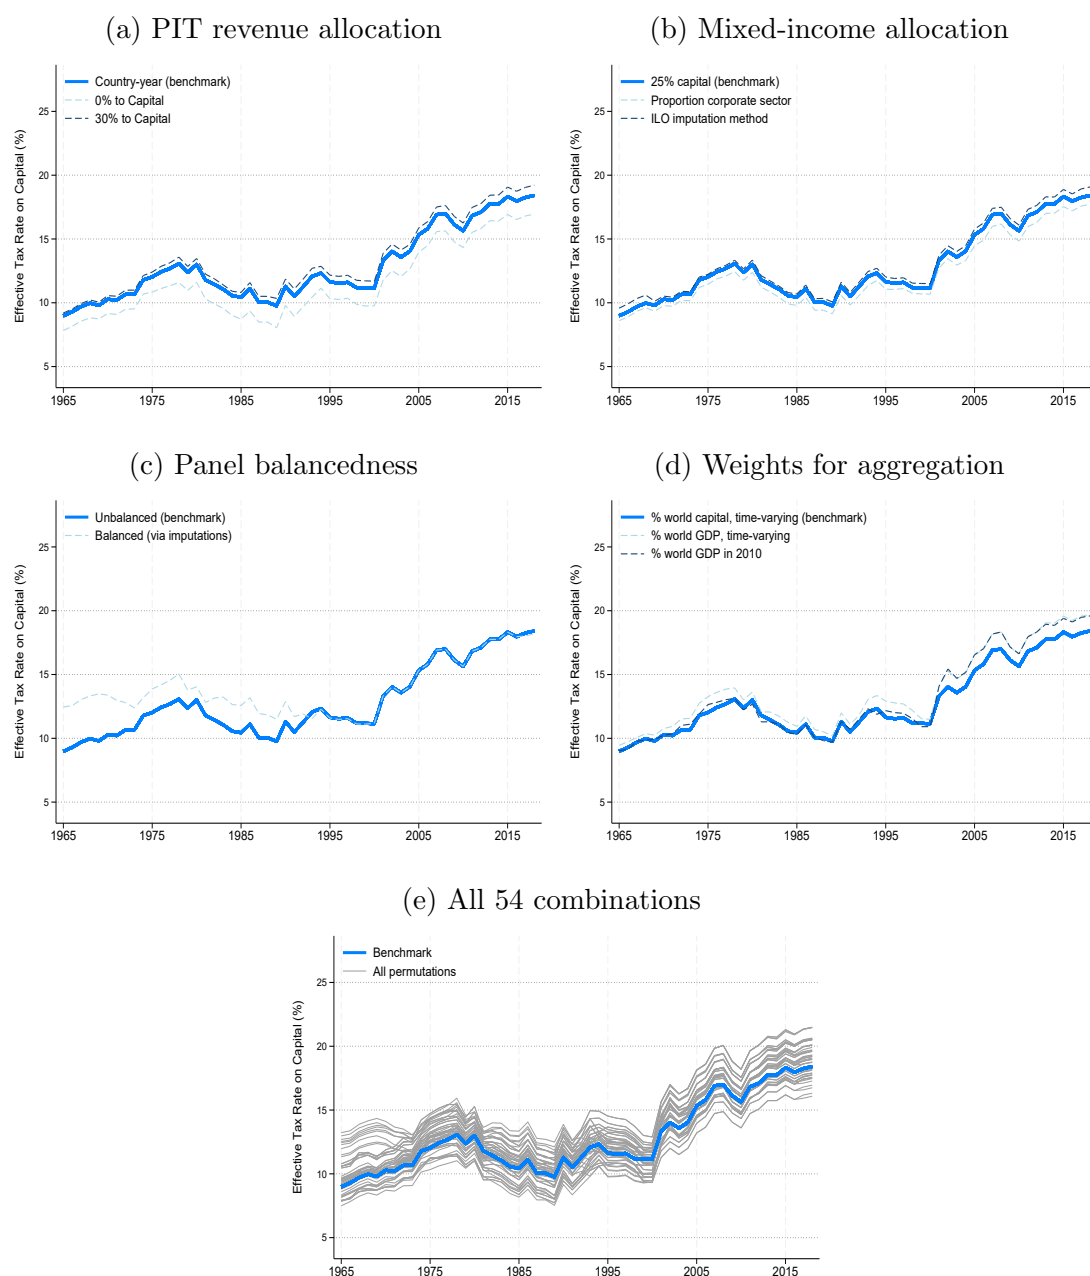 (a) PIT revenue allocation
Effective Tax Rate on Capital (%)
Country-year (benchmark)
0% to Capital
30% to Capital
25
20
15
10
5
1965 1975 1985 1995 2005 2015
(b) Mixed-income allocation
Effective Tax Rate on Capital (%)
25% capital (benchmark)
Proportion corporate sector
ILO imputation method
25
20
15
10
5
1965 1975 1985 1995 2005 2015
(c) Panel balancedness
Effective Tax Rate on Capital (%)
Unbalanced (benchmark)
Balanced (via imputations)
25
20
15
10
5
1965 1975 1985 1995 2005 2015
(d) Weights for aggregation
Effective Tax Rate on Capital (%)
% world capital, time-varying (benchmark)
% world GDP, time-varying
% world GDP in 2010
25
20
15
10
5
1965 1975 1985 1995 2005 2015
(e) All 54 combinations
Effective Tax Rate on Capital (%)
Benchmark
All permutations
25
20
15
10
5
1965 1975 1985 1995 2005 2015